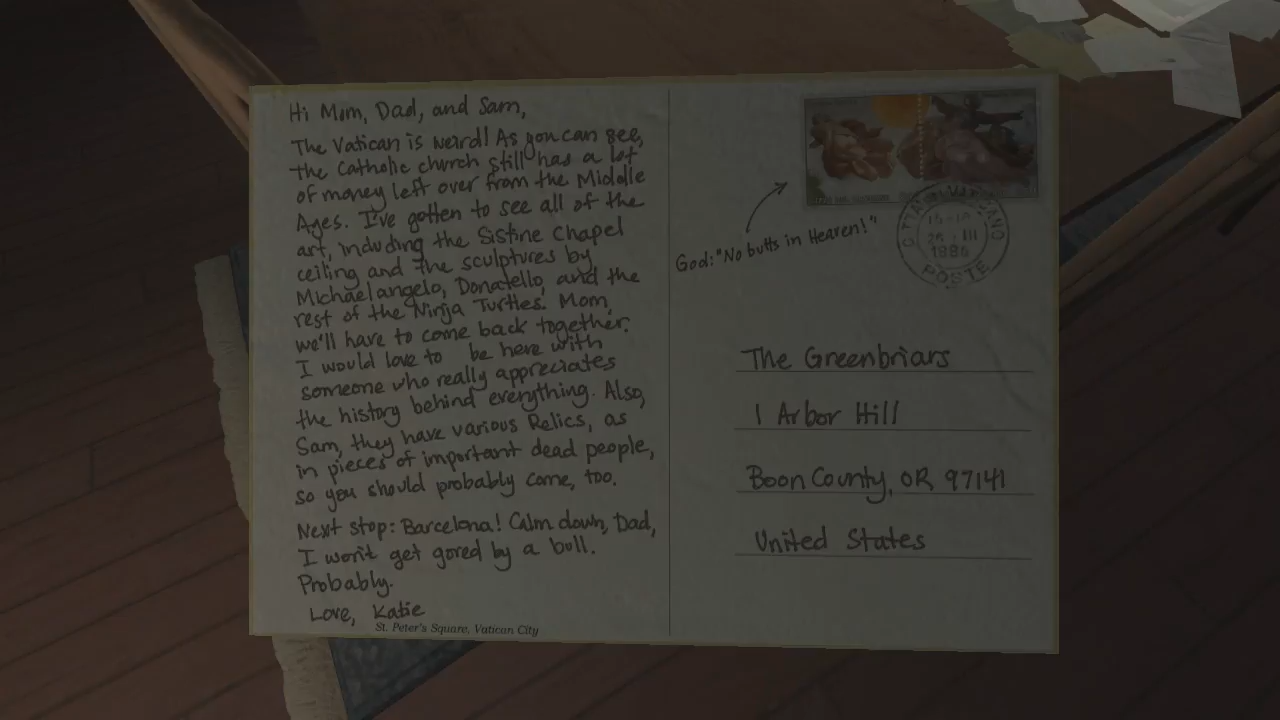 Hi Mom, Dad, and Sam,
The Vatican is weird! As you can see,
the Catholic church still has a lot
of money left over from the Middle
Ages. I've gotten to see all of the
art, including the Sistine Chapel
ceiling and the sculptures by
Michaelangelo, Donatello, and the
rest of the Ninja Turtles. Mom,
we'll have to come back together.
I would love to be here with
someone who really appreciates
the history behind everything. Also,
Sam, they have various Relics, as
in pieces of important dead people,
so you should probably come, too.
Next stop: Barcelona! Calm down, Dad,
I won't get gored by a bull.
Probably.
Love, Katie
St. Peter's Square, Vatican City
God: "No butts in Heaven!"
POSTE
The Greenbriars
1 Arbor Hill
Boon County, OR 97141
United States